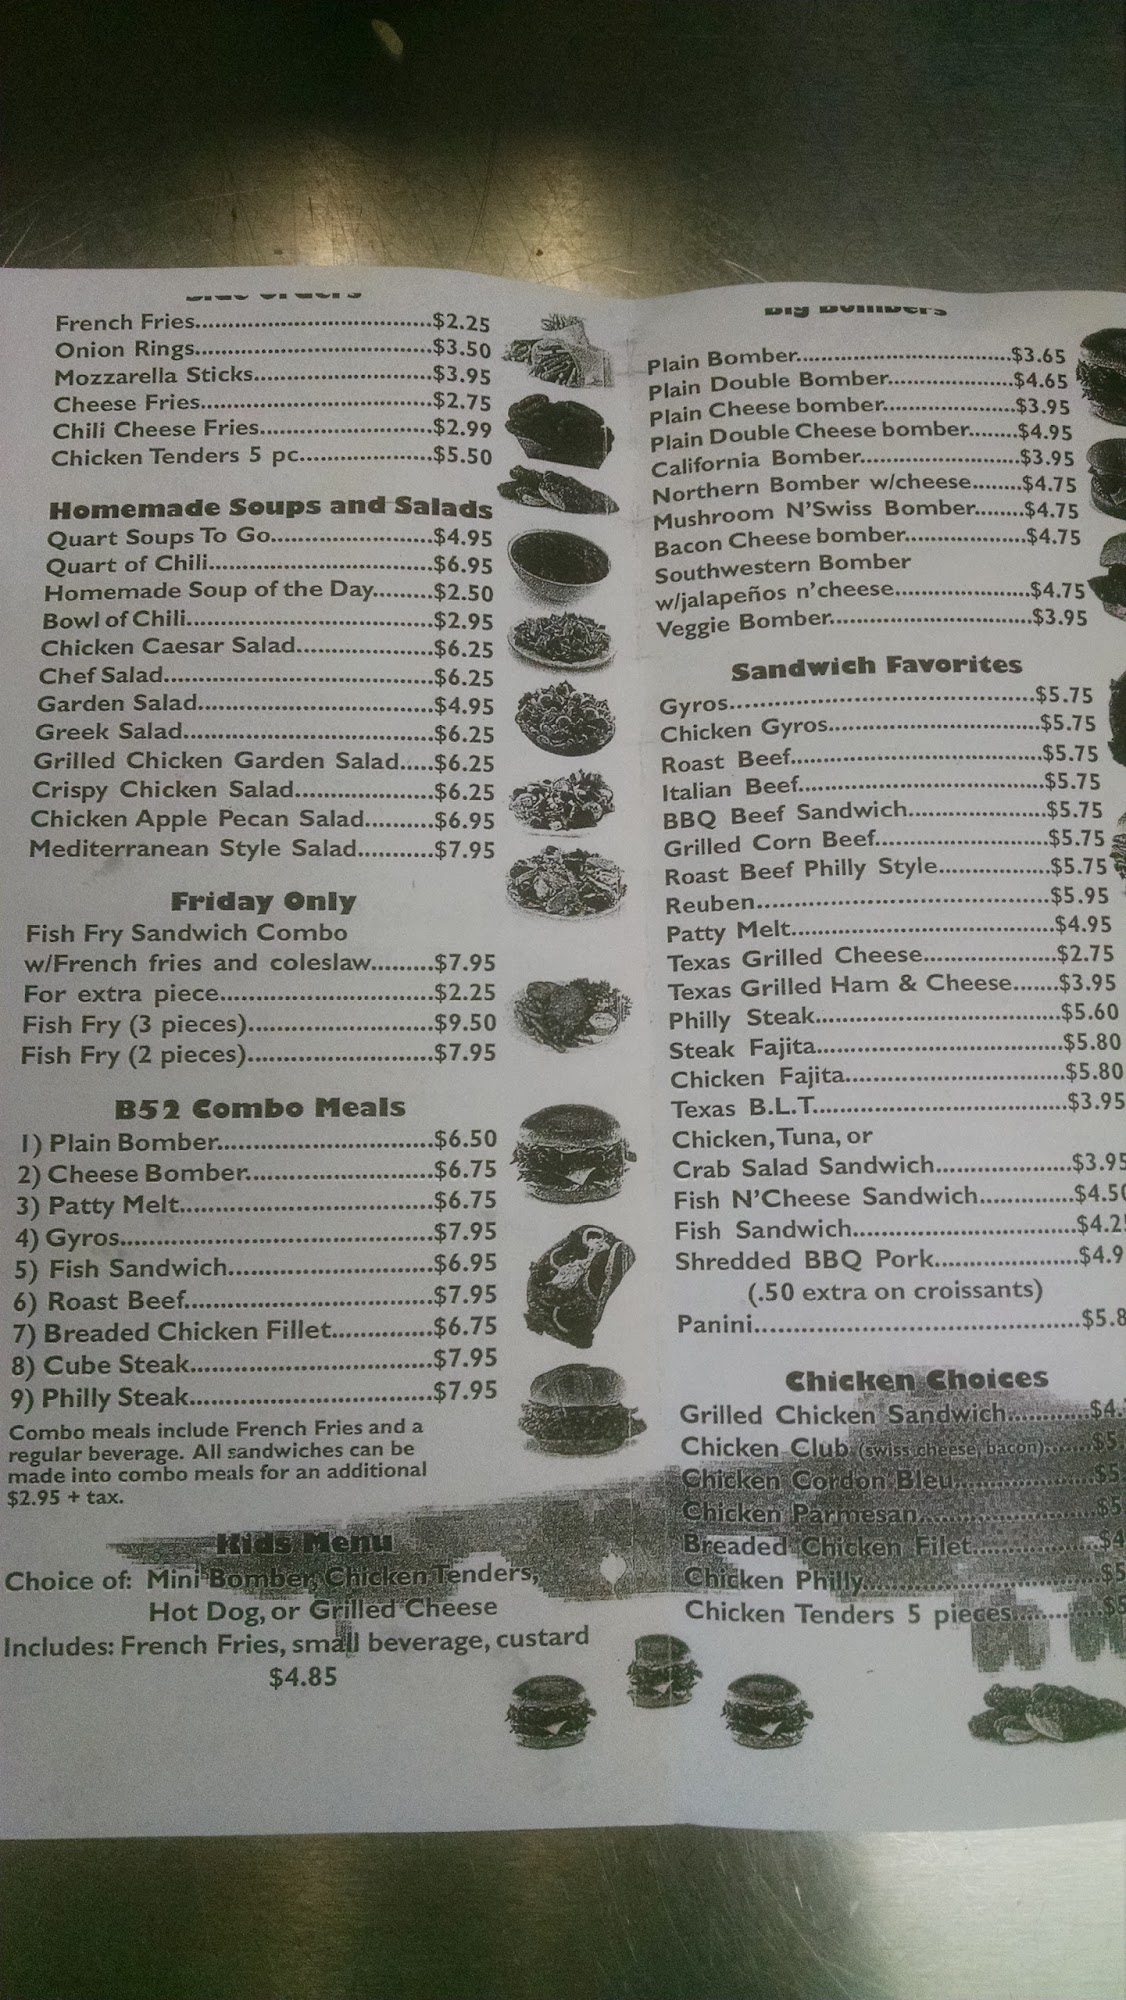 Side Orders
French Fries..................................$2.25
Onion Rings..................................$3.50
Mozzarella Sticks.........................$3.95
Cheese Fries.................................$2.75
Chili Cheese Fries.........................$2.99
Chicken Tenders 5 pc...................$5.50
Homemade Soups and Salads
Quart Soups To Go.......................$4.95
Quart of Chili................................$6.95
Homemade Soup of the Day.........$2.50
Bowl of Chili...................................$2.95
Chicken Caesar Salad....................$6.25
Chef Salad.......................................$6.25
Garden Salad..................................$4.95
Greek Salad....................................$6.25
Grilled Chicken Garden Salad.....$6.25
Crispy Chicken Salad....................$6.25
Chicken Apple Pecan Salad..........$6.95
Mediterranean Style Salad...........$7.95
Friday Only
Fish Fry Sandwich Combo
w/French fries and coleslaw.........$7.95
For extra piece..............................$2.25
Fish Fry (3 pieces)..........................$9.50
Fish Fry (2 pieces)..........................$7.95
B52 Combo Meals
1) Plain Bomber..............................$6.50
2) Cheese Bomber..........................$6.75
3) Patty Melt...................................$6.75
4) Gyros............................................$7.95
5) Fish Sandwich............................$6.95
6) Roast Beef...................................$7.95
7) Breaded Chicken Fillet.............$6.75
8) Cube Steak..................................$7.95
9) Philly Steak..................................$7.95
Combo meals include French Fries and a
regular beverage. All sandwiches can be
made into combo meals for an additional
$2.95 + tax.
Kids Menu
Choice of: Mini Bomber, Chicken Tenders,
Hot Dog, or Grilled Cheese
Includes: French Fries, small beverage, custard
$4.85
Big Bombers
Plain Bomber..............................$3.65
Plain Double Bomber.................$4.65
Plain Cheese bomber..................$3.95
Plain Double Cheese bomber.......$4.95
California Bomber......................$3.95
Northern Bomber w/cheese.......$4.75
Mushroom N'Swiss Bomber.......$4.75
Bacon Cheese bomber................$4.75
Southwestern Bomber
w/jalapeños n'cheese..................$4.75
Veggie Bomber............................$3.95
Sandwich Favorites
Gyros..........................................$5.75
Chicken Gyros............................$5.75
Roast Beef..................................$5.75
Italian Beef.................................$5.75
BBQ Beef Sandwich...................$5.75
Grilled Corn Beef.......................$5.75
Roast Beef Philly Style................$5.75
Reuben........................................$5.95
Patty Melt...................................$4.95
Texas Grilled Cheese..................$2.75
Texas Grilled Ham & Cheese......$3.95
Philly Steak.................................$5.60
Steak Fajita.................................$5.80
Chicken Fajita.............................$5.80
Texas B.L.T.................................$3.95
Chicken, Tuna, or
Crab Salad Sandwich..................$3.95
Fish N'Cheese Sandwich.............$4.50
Fish Sandwich.............................$4.2
Shredded BBQ Pork....................$4.9
(.50 extra on croissants)
Panini..........................................$5.8
Chicken Choices
Grilled Chicken Sandwich...........$4.
Chicken Club (swiss cheese, bacon).......$5
Chicken Cordon Bleu..................$5
Chicken Parmesan.......................$5
Breaded Chicken Filet.................$4
Chicken Philly..............................$5
Chicken Tenders 5 pieces............$5